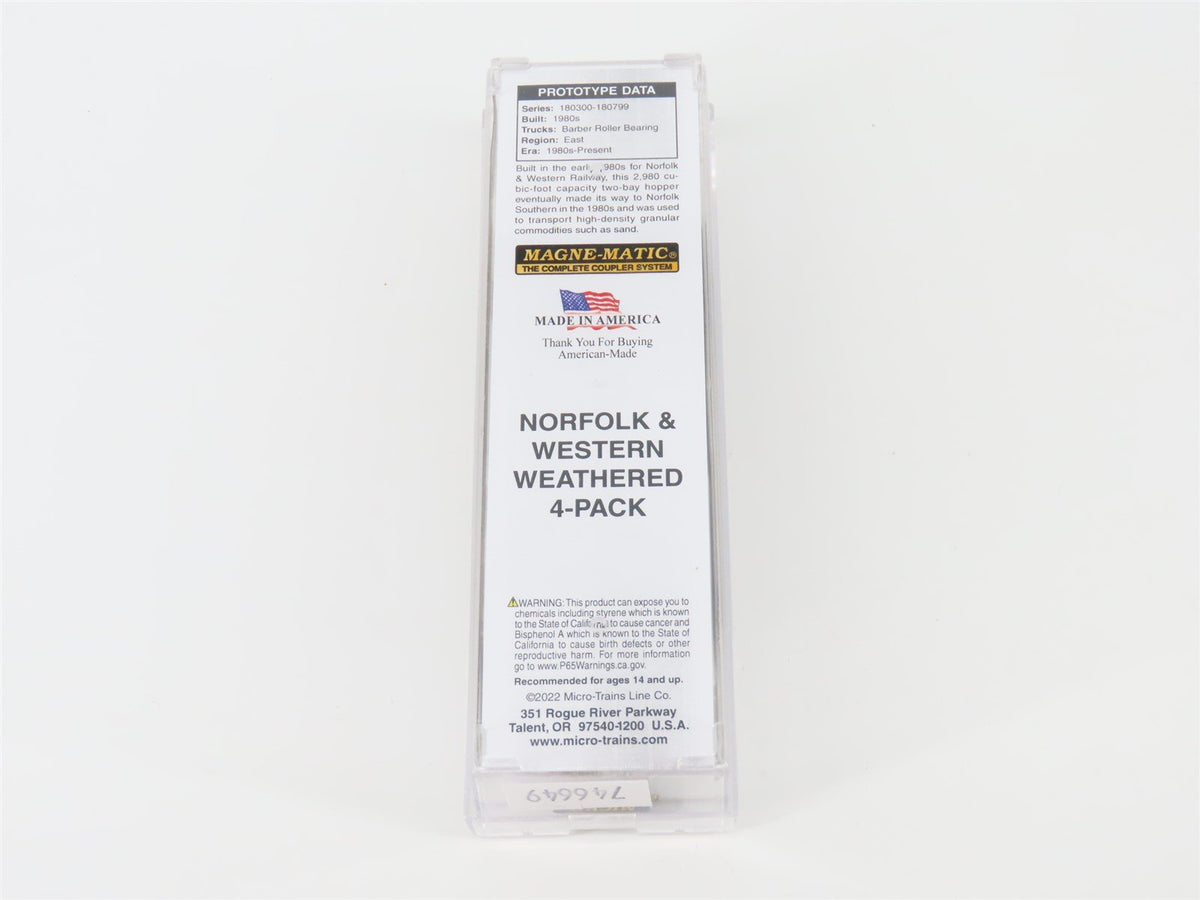 PROTOTYPE DATA
Series: 180300-180799
Built: 1980s
Trucks: Barber Roller Bearing
Region: East
Era: 1980s-Present
Built in the 980s for Norfolk
& Western Railway, this 2,980 cu-
bic-foot capacity two-bay hopper
eventually made its way to Norfolk
Southern in the 1980s and was used
to transport high-density granular
commodities such as sand.
MAGNE-MATIC®
THE COMPLETE COUPLER SYSTEM
MADE IN AMERICA
Thank You For Buying
American-Made
NORFOLK &
WESTERN
WEATHERED
4-PACK
WARNING: This product can expose you to
chemicals including styrene which is known
to the State of California to cause cancer and
Bisphenol A which is known to the State of
California to cause birth defects or other
reproductive harm. For more information
go to www.P65Warnings.ca.gov.
Recommended for ages 14 and up.
©2022 Micro-Trains Line Co.
351 Rogue River Parkway
Talent, OR 97540-1200 U.S.A.
www.micro-trains.com
746649